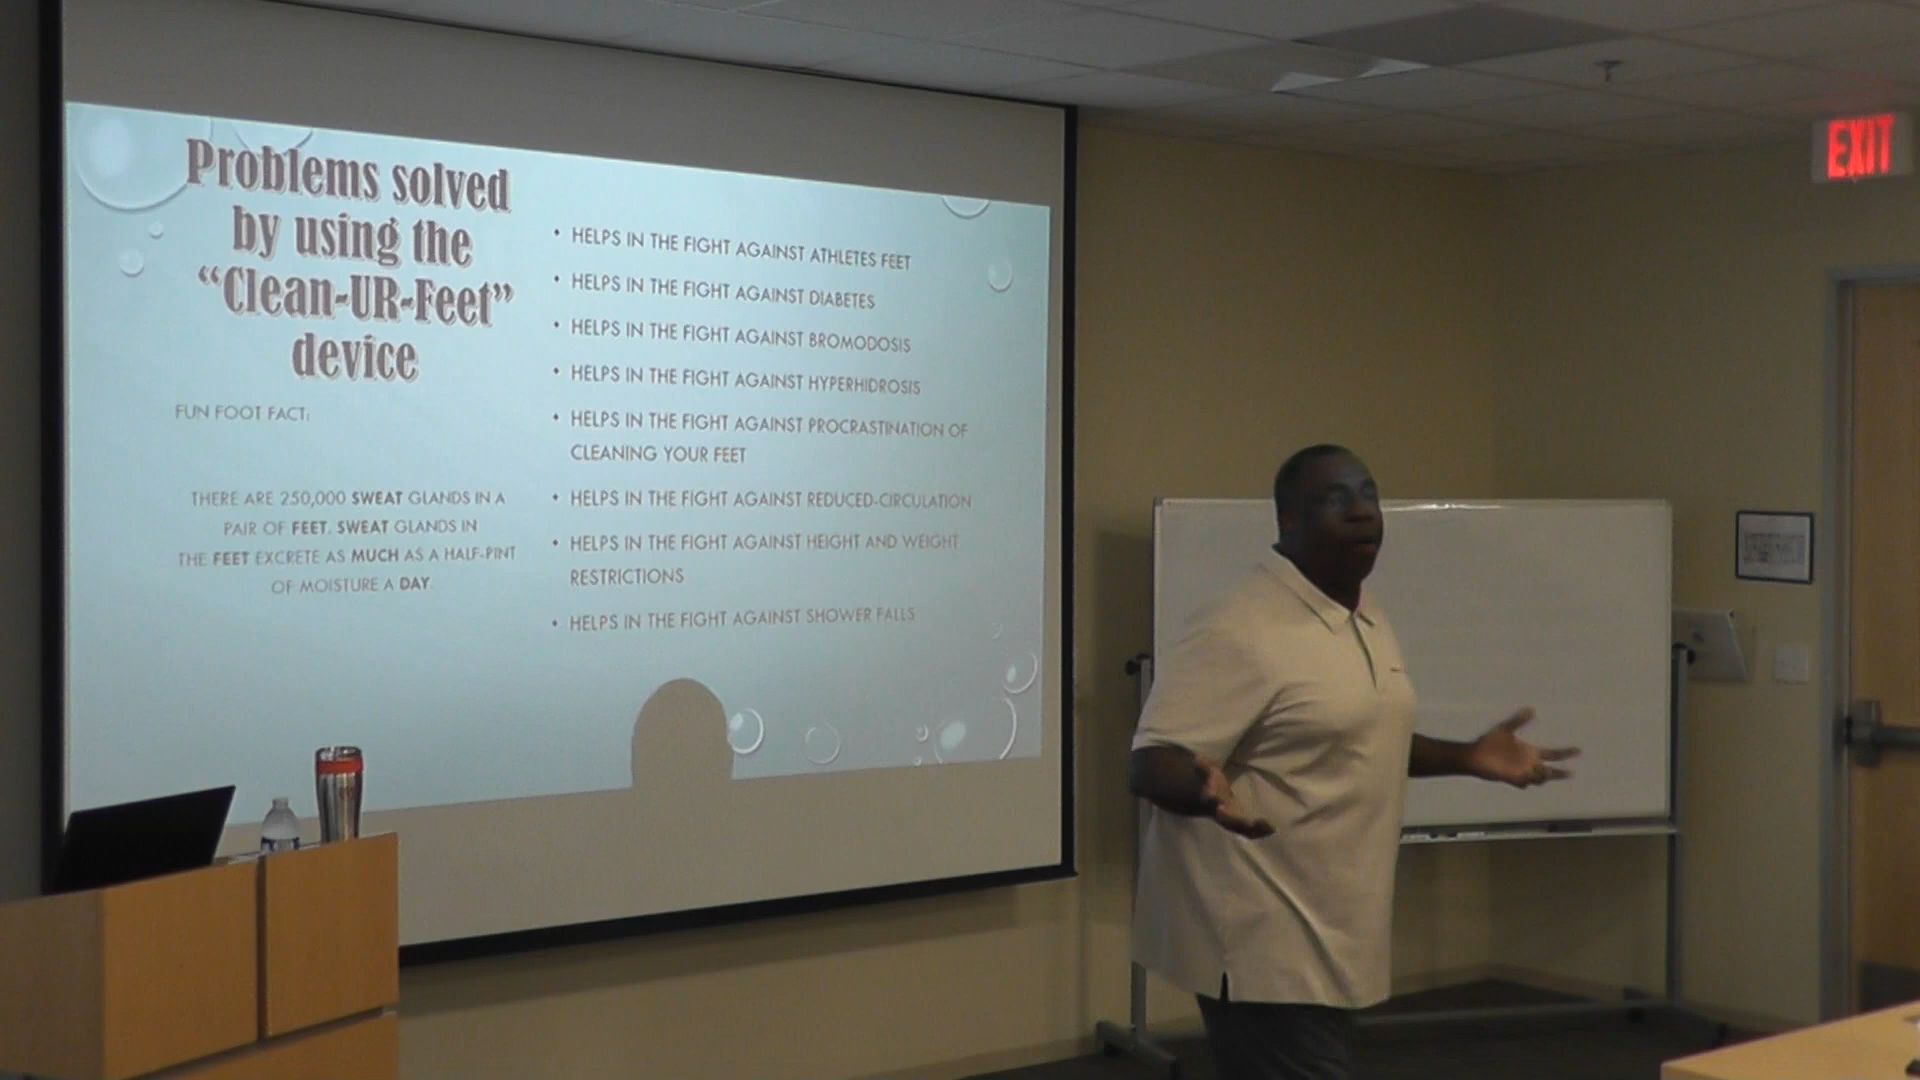 Problems solved
by using the
“Clean-UR-Feet”
device
FUN FOOT FACT:
THERE ARE 250,000 SWEAT GLANDS IN A
PAIR OF FEET. SWEAT GLANDS IN
THE FEET EXCRETE AS MUCH AS A HALF-PINT
OF MOISTURE A DAY.
• HELPS IN THE FIGHT AGAINST ATHLETES FEET
• HELPS IN THE FIGHT AGAINST DIABETES
• HELPS IN THE FIGHT AGAINST BROMODOSIS
• HELPS IN THE FIGHT AGAINST HYPERHIDROSIS
• HELPS IN THE FIGHT AGAINST PROCRASTINATION OF
CLEANING YOUR FEET
• HELPS IN THE FIGHT AGAINST REDUCED-CIRCULATION
• HELPS IN THE FIGHT AGAINST HEIGHT AND WEIGHT
RESTRICTIONS
• HELPS IN THE FIGHT AGAINST SHOWER FALLS
EXIT